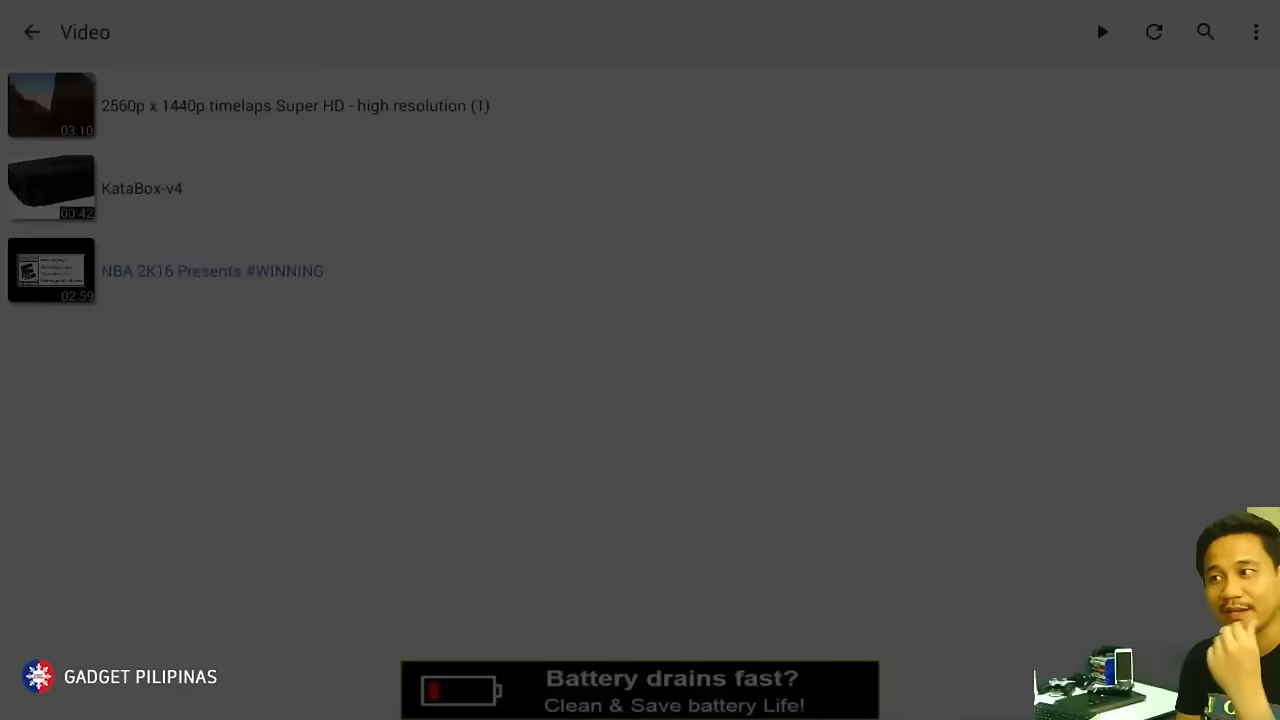 Video
2560p x 1440p timelaps Super HD - high resolution (1)
03:10
KataBox-v4
00:42
NBA 2K16 Presents #WINNING
02:59
GADGET PILIPINAS
Battery drains fast?
Clean & Save battery Life!